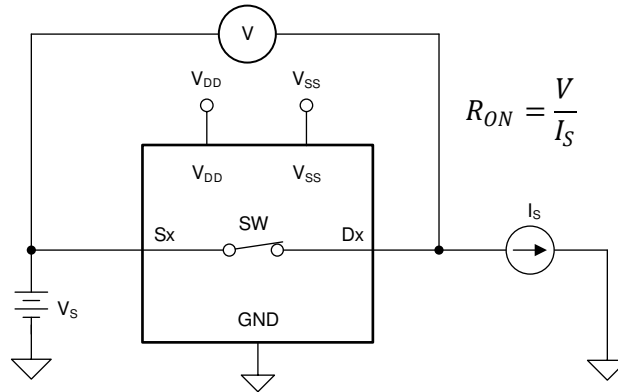 V
V_DD V_SS
R_ON = V/I_S
V_DD V_SS
I_S
SW
Sx Dx
V_S
GND